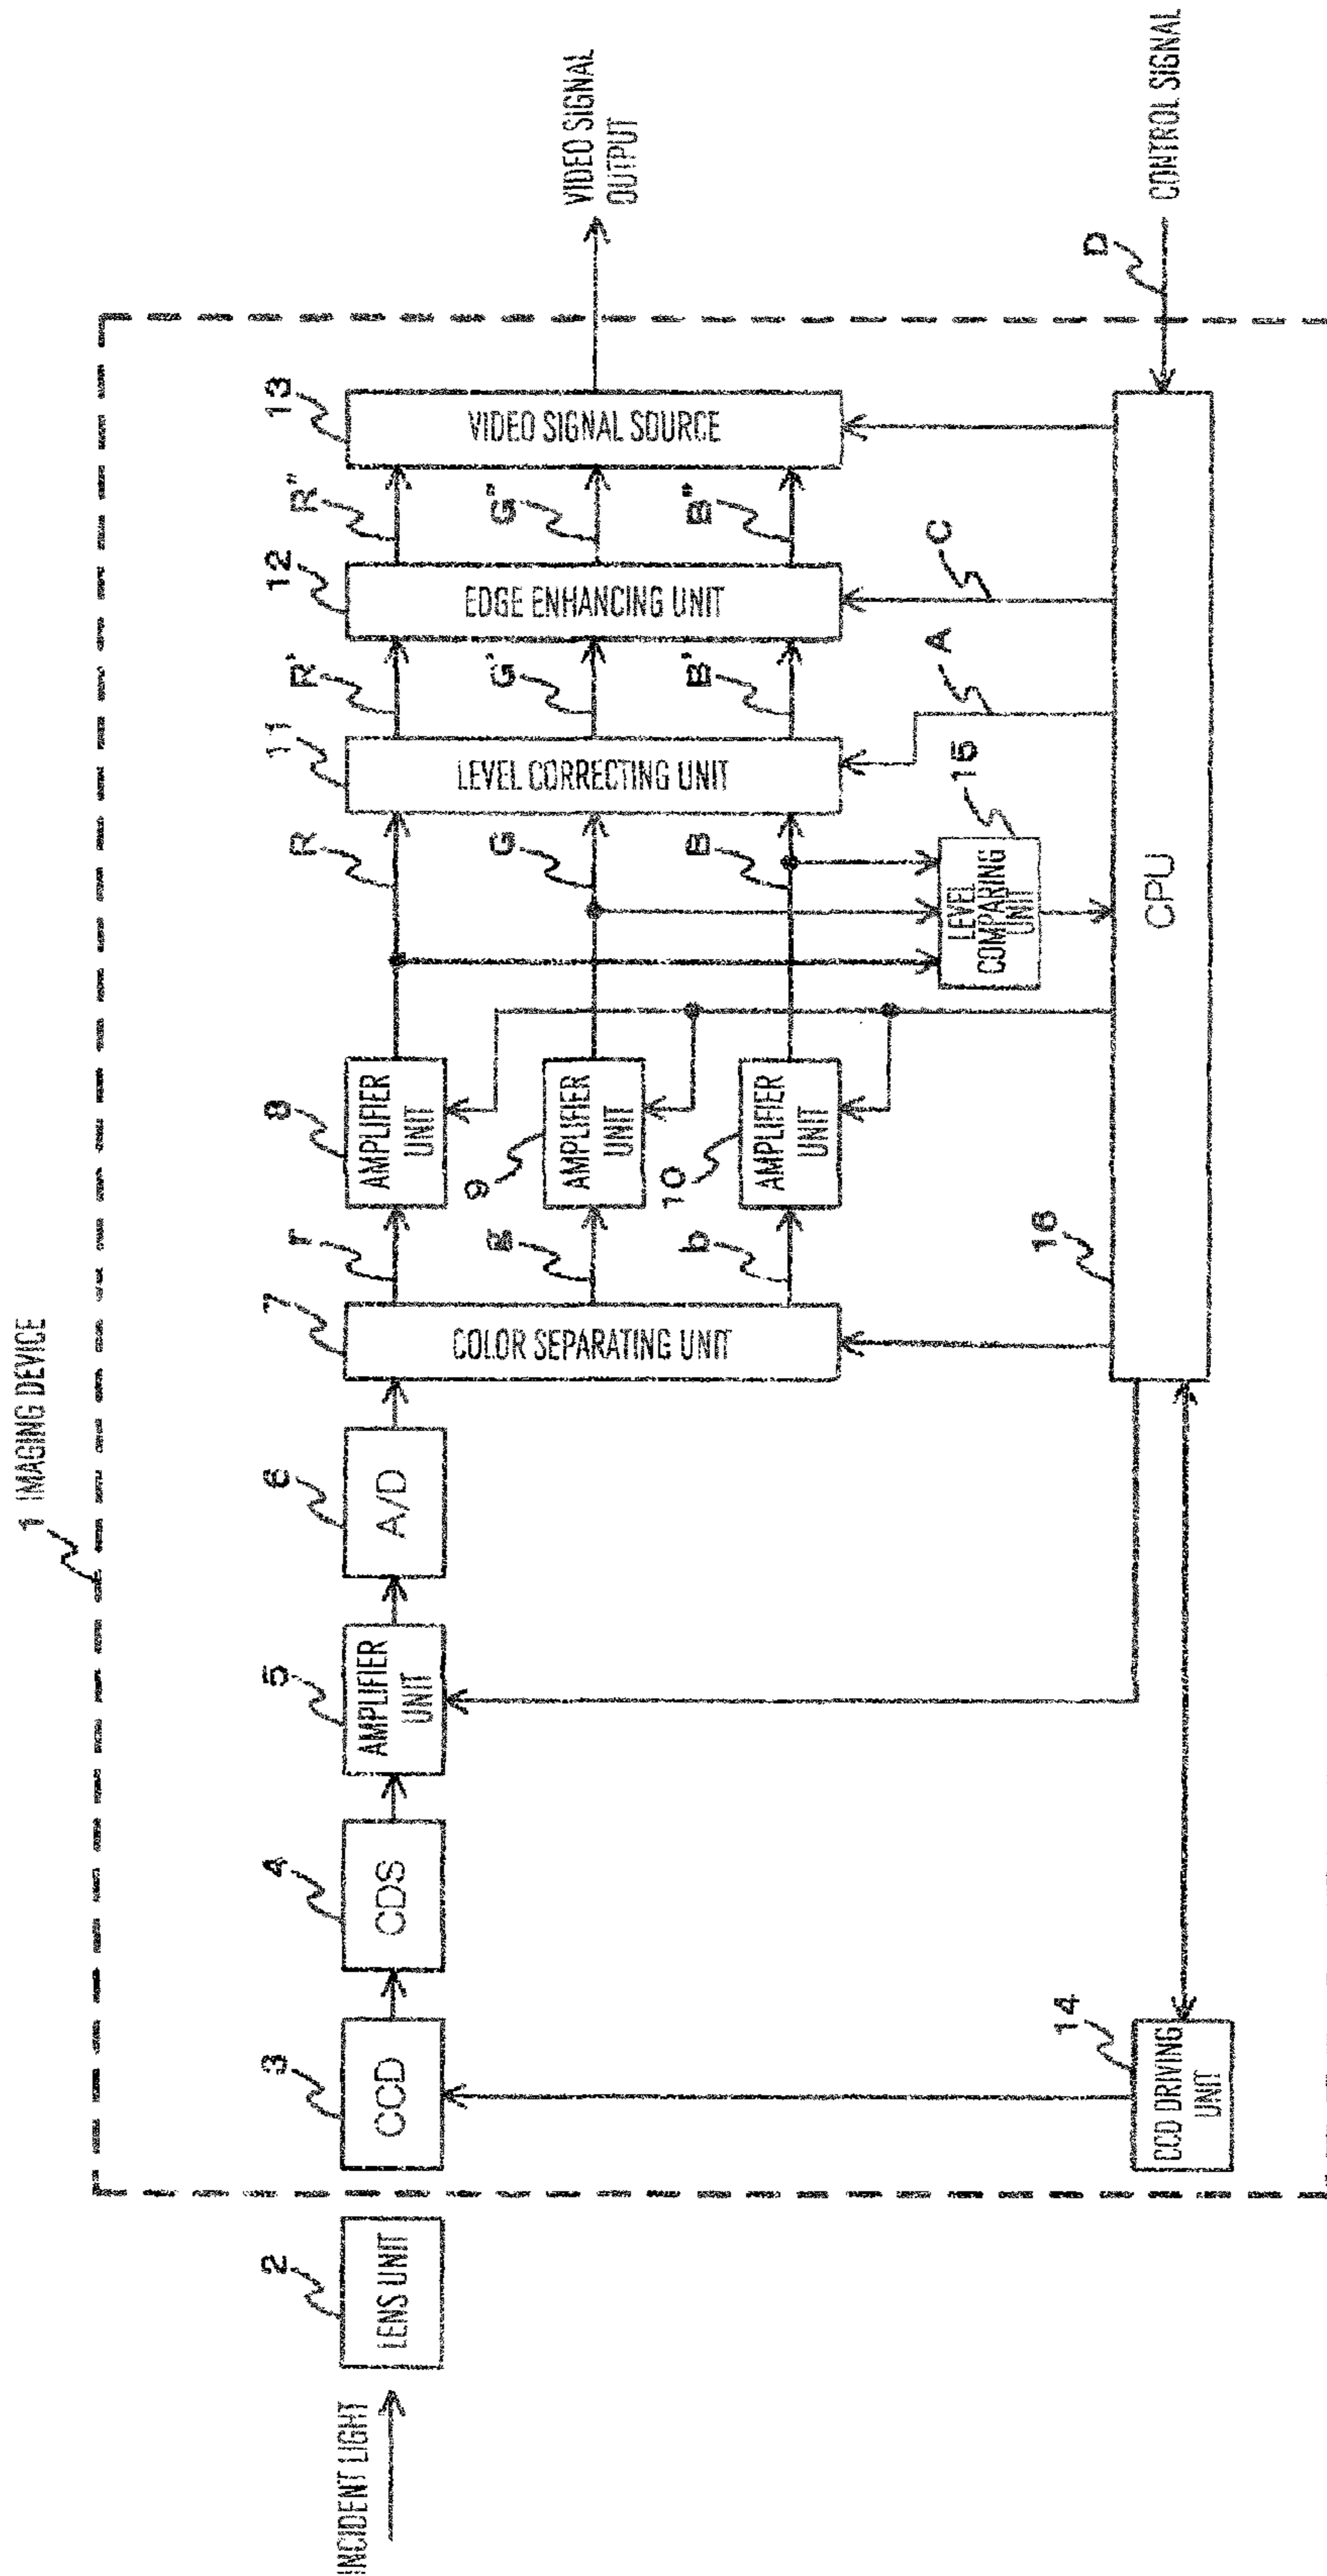 1 IMAGING DEVICE
INCIDENT LIGHT
2
LENS UNIT
3
CCD
4
CDS
5
AMPLIFIER
UNIT
6
A/D
7
COLOR SEPARATING UNIT
r
g
b
8
AMPLIFIER
UNIT
9
AMPLIFIER
UNIT
10
AMPLIFIER
UNIT
R
G
B
11
LEVEL CORRECTING UNIT
R'
G'
B'
12
EDGE ENHANCING UNIT
R"
G"
B"
13
VIDEO SIGNAL SOURCE
VIDEO SIGNAL
OUTPUT
14
CCD DRIVING
UNIT
15
LEVEL
COMPARING
UNIT
A
C
16
CPU
D
CONTROL SIGNAL